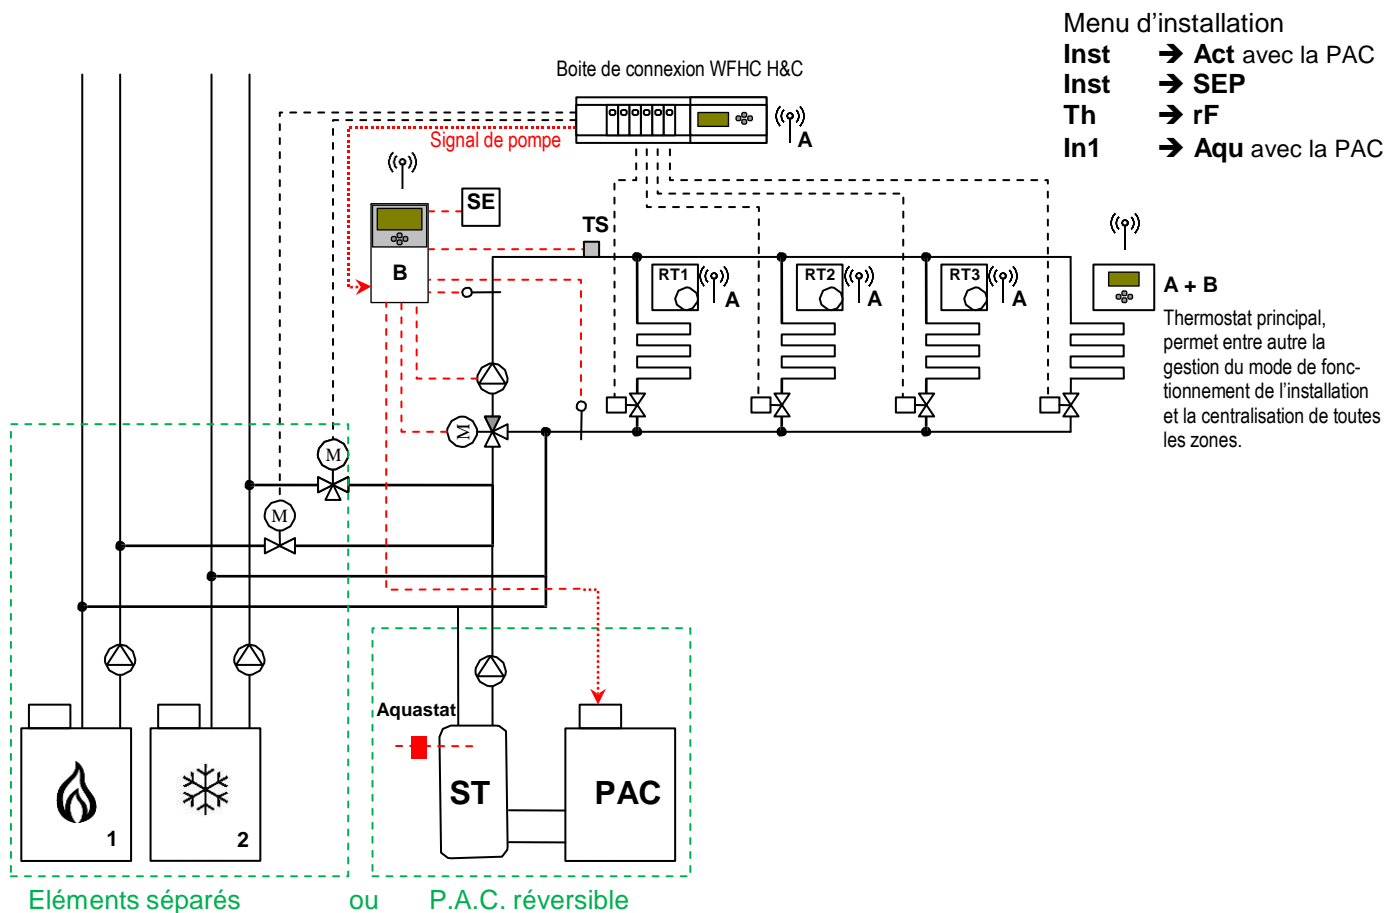 Menu d’installation
Inst ➔ Act avec la PAC
Inst ➔ SEP
Th ➔ rF
In1 ➔ Aqu avec la PAC
Boite de connexion WFHC H&C
A
Signal de pompe
SE
TS
B
RT1
A
RT2
A
RT3
A
A + B
Thermostat principal,
permet entre autre la
gestion du mode de fonc-
tionnement de l’installation
et la centralisation de toutes
les zones.
M
M
M
Aquastat
ST
PAC
1
2
Eléments séparés ou P.A.C. réversible